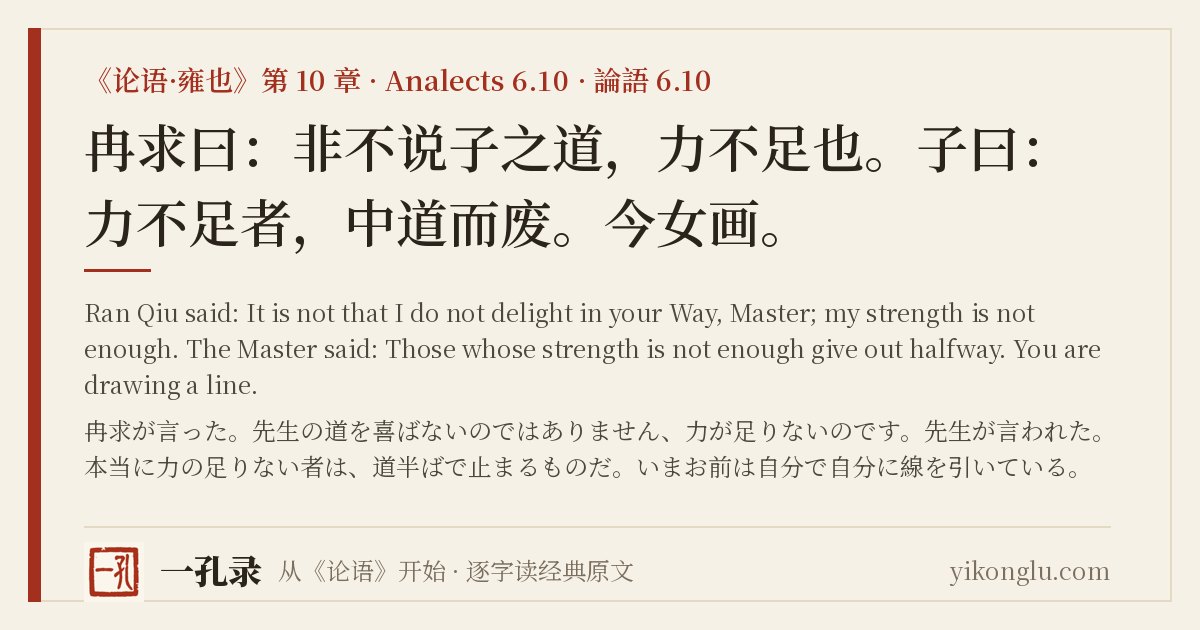 《论语·雍也》第 10 章 · Analects 6.10 · 論語 6.10
冉求曰：非不说子之道，力不足也。子曰：
力不足者，中道而废。今女画。
Ran Qiu said: It is not that I do not delight in your Way, Master; my strength is not
enough. The Master said: Those whose strength is not enough give out halfway. You are
drawing a line.
冉求が言った。先生の道を喜ばないのではありません、力が足りないのです。先生が言われた。
本当に力の足りない者は、道半ばで止まるものだ。いまお前は自分で自分に線を引いている。
一孔
一孔录 从《论语》开始 · 逐字读经典原文 yikonglu.com